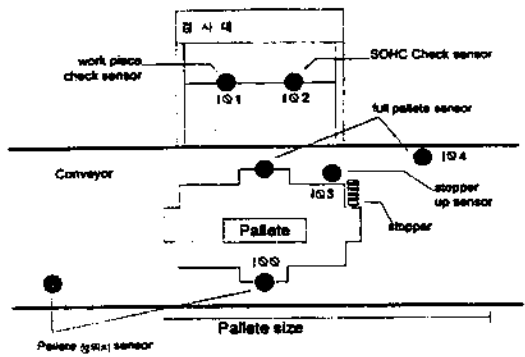 검 사 대
work piece
check sensor
SOHC Check sensor
IQ1
IQ2
full pallete sensor
IQ4
Conveyor
IQ3
stopper
up sensor
Pallete
stopper
IQ0
Pallete sensor
Pallete size